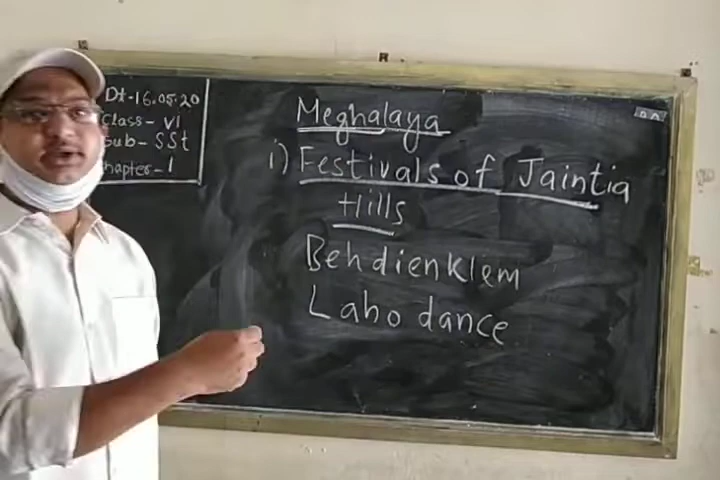 Dt-16.05.20
Class-VI
Sub-SSt
Chapter-1
Meghalaya
i) Festivals of Jaintia
Hills
Behdienklem
Laho dance